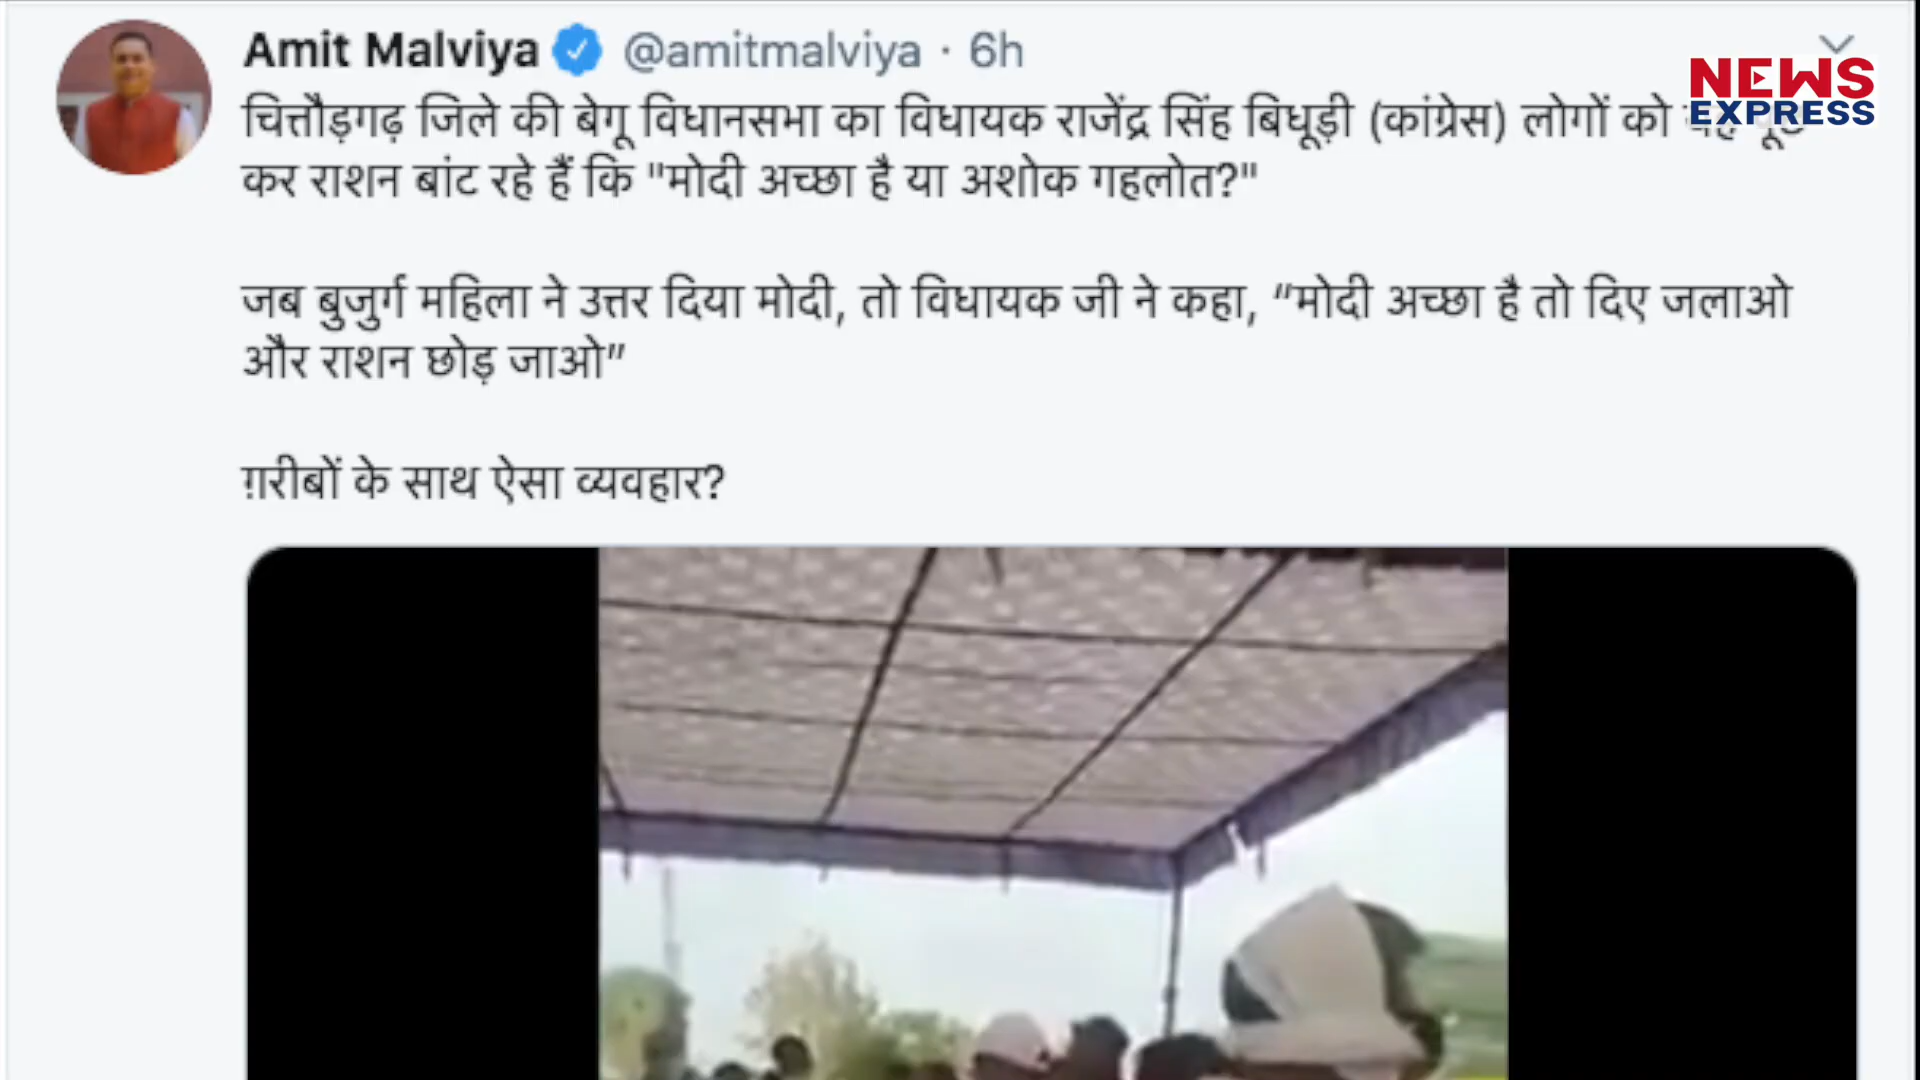 Amit Malviya @amitmalviya · 6h
NEWS
EXPRESS
चित्तौड़गढ़ जिले की बेगू विधानसभा का विधायक राजेंद्र सिंह बिधूड़ी (कांग्रेस) लोगों को
कर राशन बांट रहे हैं कि "मोदी अच्छा है या अशोक गहलोत?"
जब बुजुर्ग महिला ने उत्तर दिया मोदी, तो विधायक जी ने कहा, “मोदी अच्छा है तो दिए जलाओ
और राशन छोड़ जाओ”
ग़रीबों के साथ ऐसा व्यवहार?